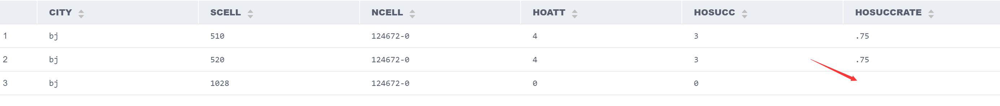 CITY SCELL NCELL HOATT HOSUCC HOSUCCRATE
1 bj 510 124672-0 4 3 .75
2 bj 520 124672-0 4 3 .75
3 bj 1028 124672-0 0 0